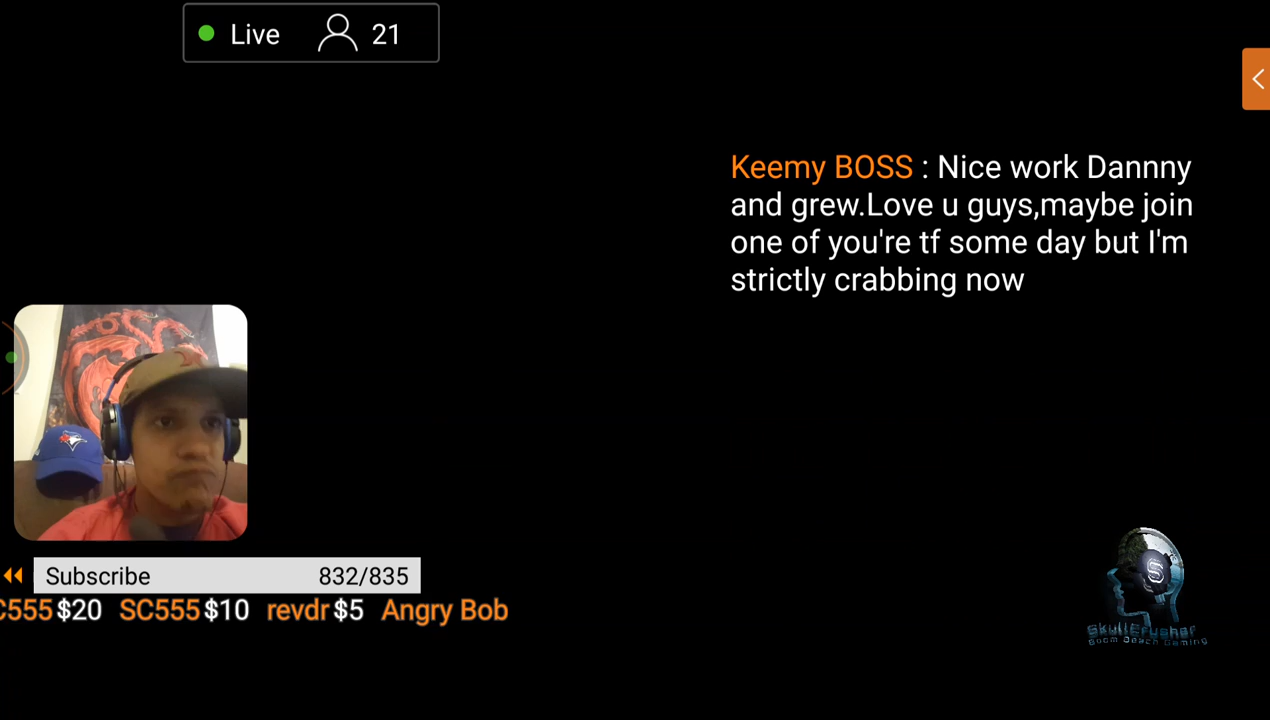 Live 21
Keemy BOSS : Nice work Dannny
and grew.Love u guys,maybe join
one of you're tf some day but I'm
strictly crabbing now
Subscribe 832/835
C555 $20 SC555 $10 revdr $5 Angry Bob
S
SkullCrusher
Boom Beach Gaming